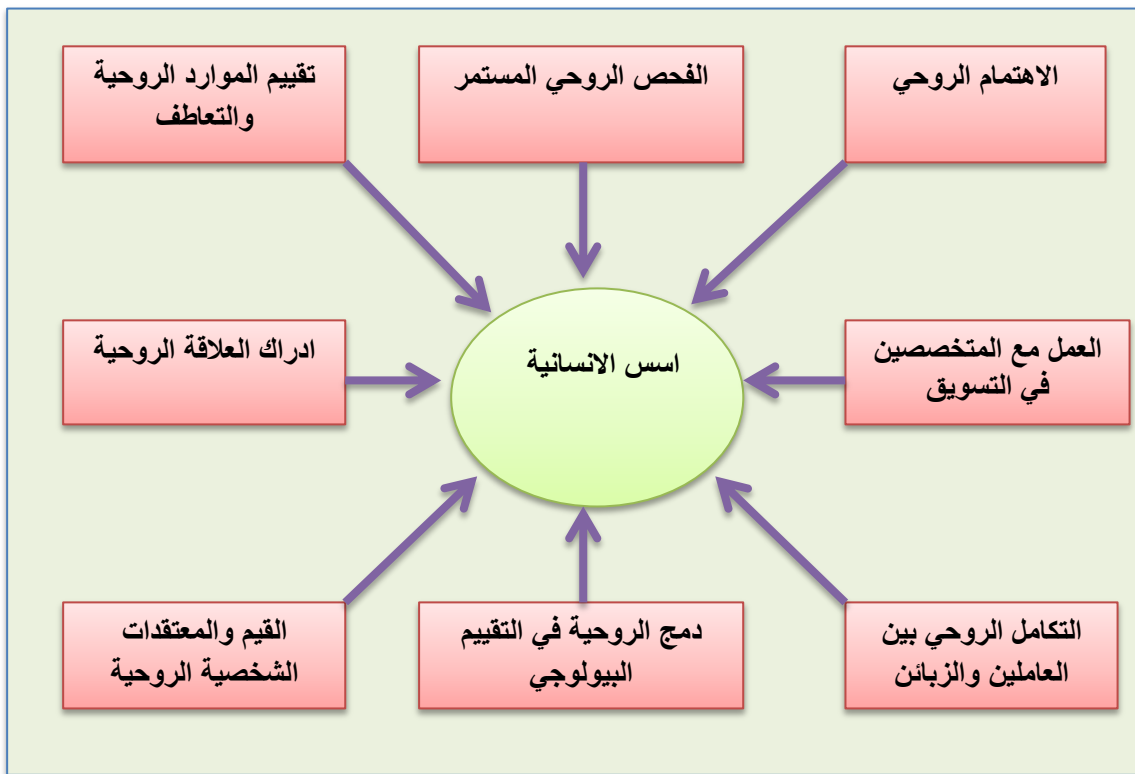 الاهتمام الروحي
الفحص الروحي المستمر
تقييم الموارد الروحية
والتعاطف
العمل مع المتخصصين
في التسويق
اسس الانسانية
ادراك العلاقة الروحية
التكامل الروحي بين
العاملين والزبائن
دمج الروحية في التقييم
البيولوجي
القيم والمعتقدات
الشخصية الروحية